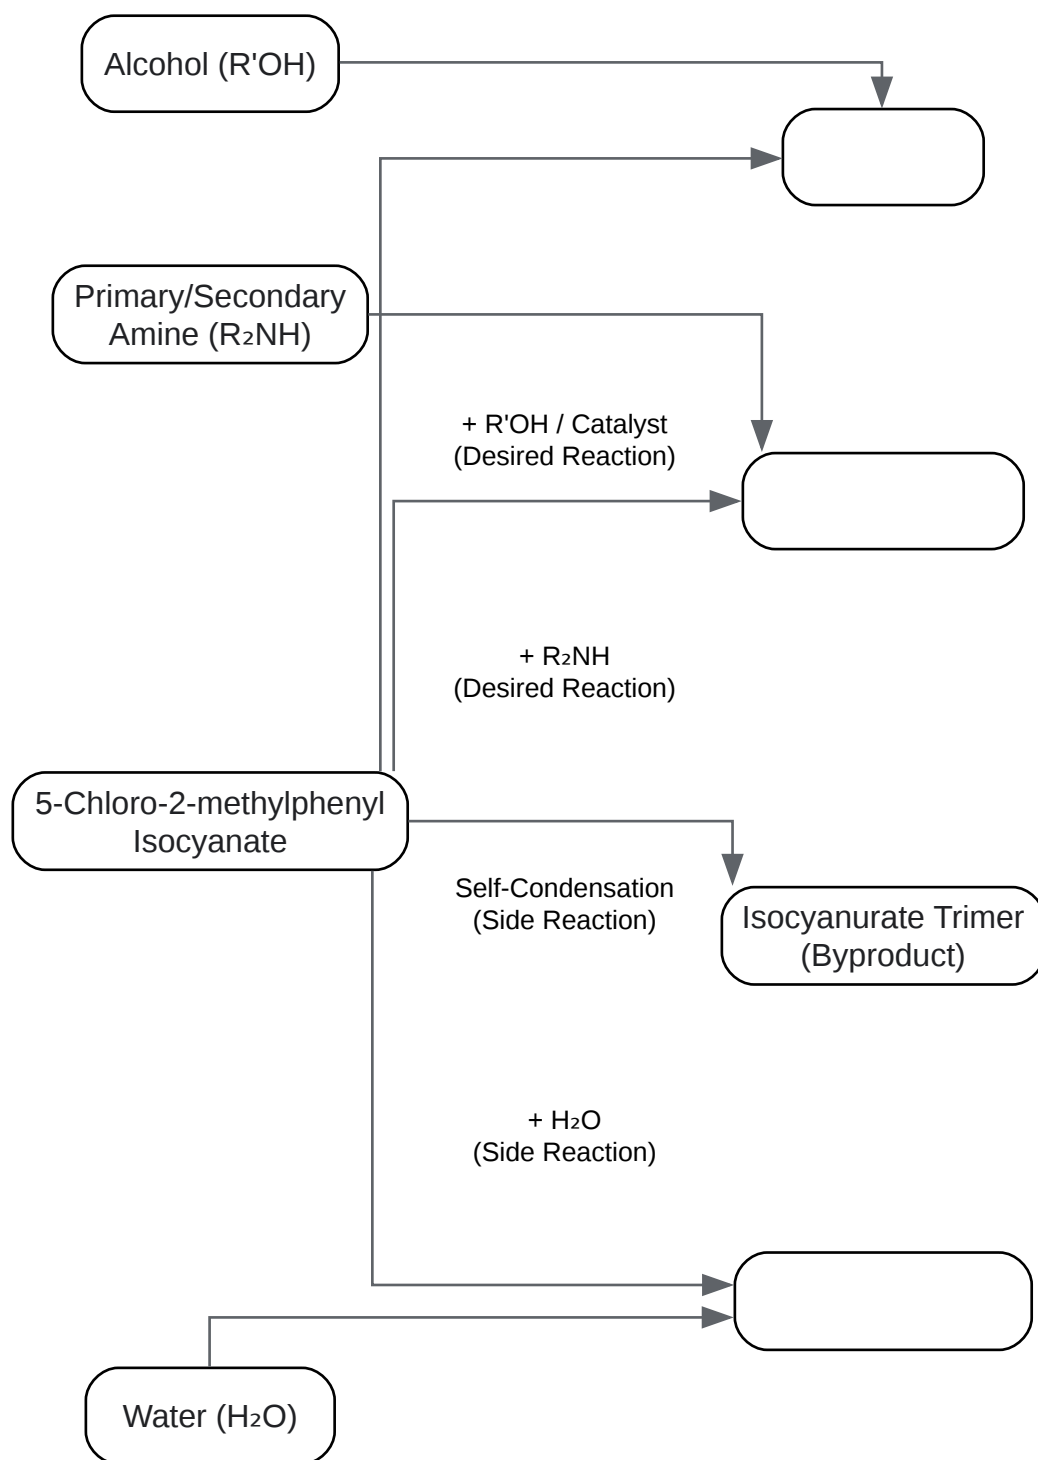 Alcohol (R'OH)
Primary/Secondary
Amine (R₂NH)
+ R'OH / Catalyst
(Desired Reaction)
+ R₂NH
(Desired Reaction)
5-Chloro-2-methylphenyl
Isocyanate
Self-Condensation
(Side Reaction)
Isocyanurate Trimer
(Byproduct)
+ H₂O
(Side Reaction)
Water (H₂O)